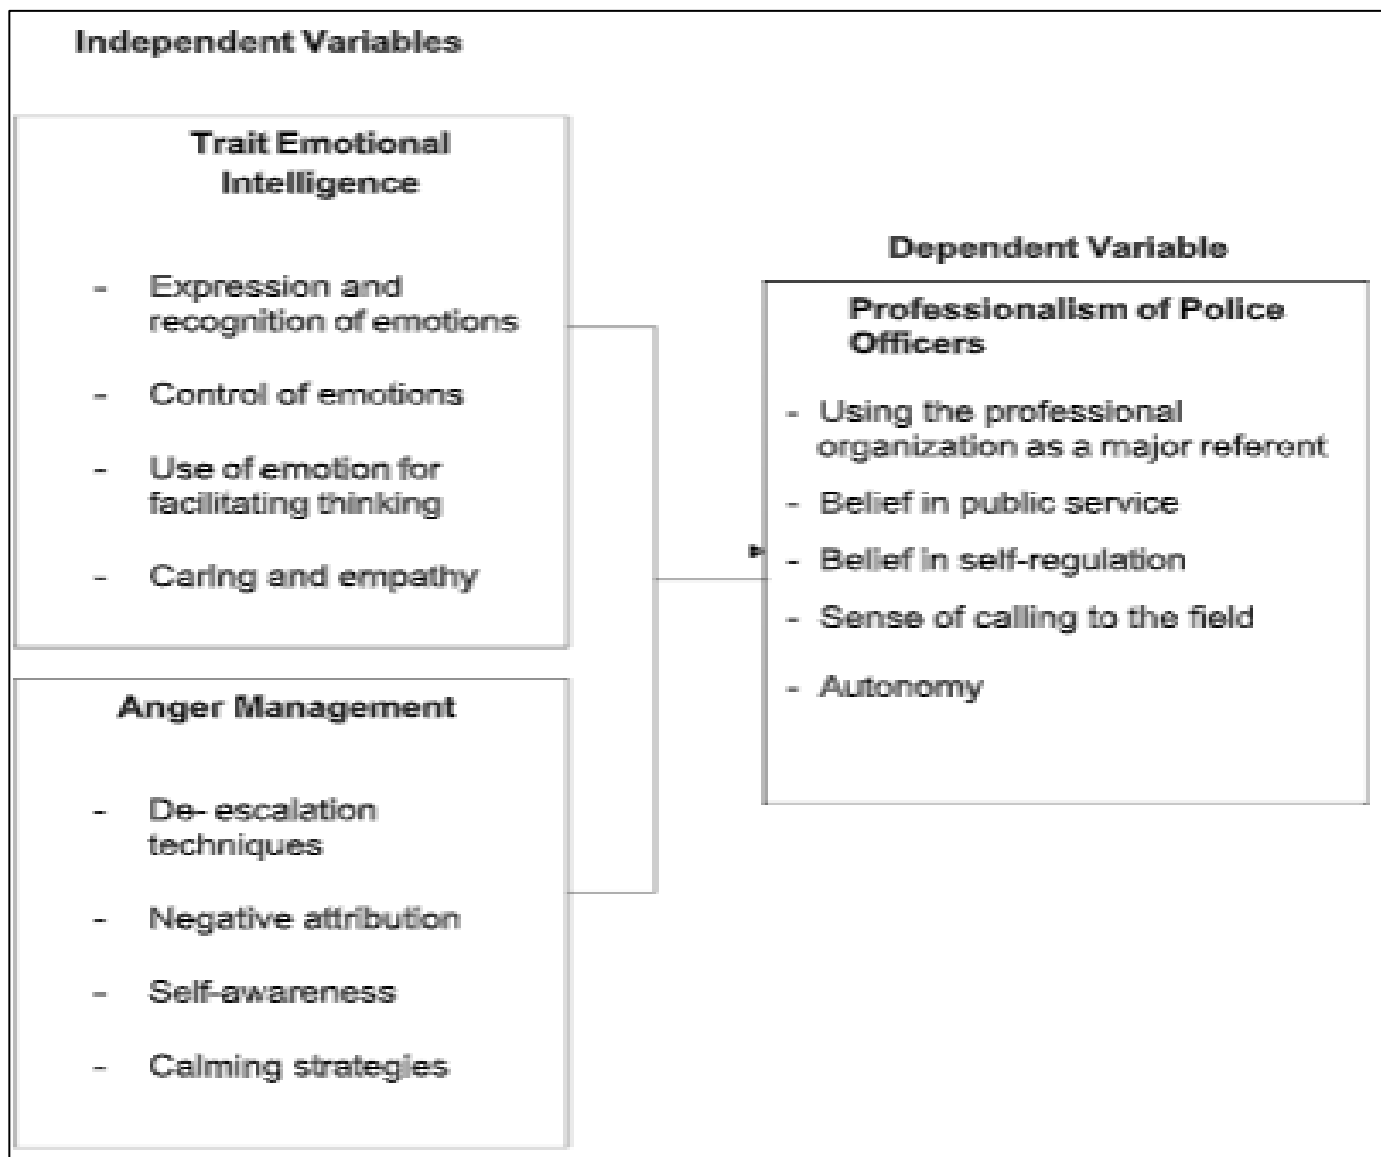 Independent Variables
Trait Emotional
Intelligence
- Expression and
recognition of emotions
- Control of emotions
- Use of emotion for
facilitating thinking
- Caring and empathy
Anger Management
- De- escalation
techniques
- Negative attribution
- Self-awareness
- Calming strategies
Dependent Variable
Professionalism of Police
Officers
- Using the professional
organization as a major referent
- Belief in public service
- Belief in self-regulation
- Sense of calling to the field
- Autonomy